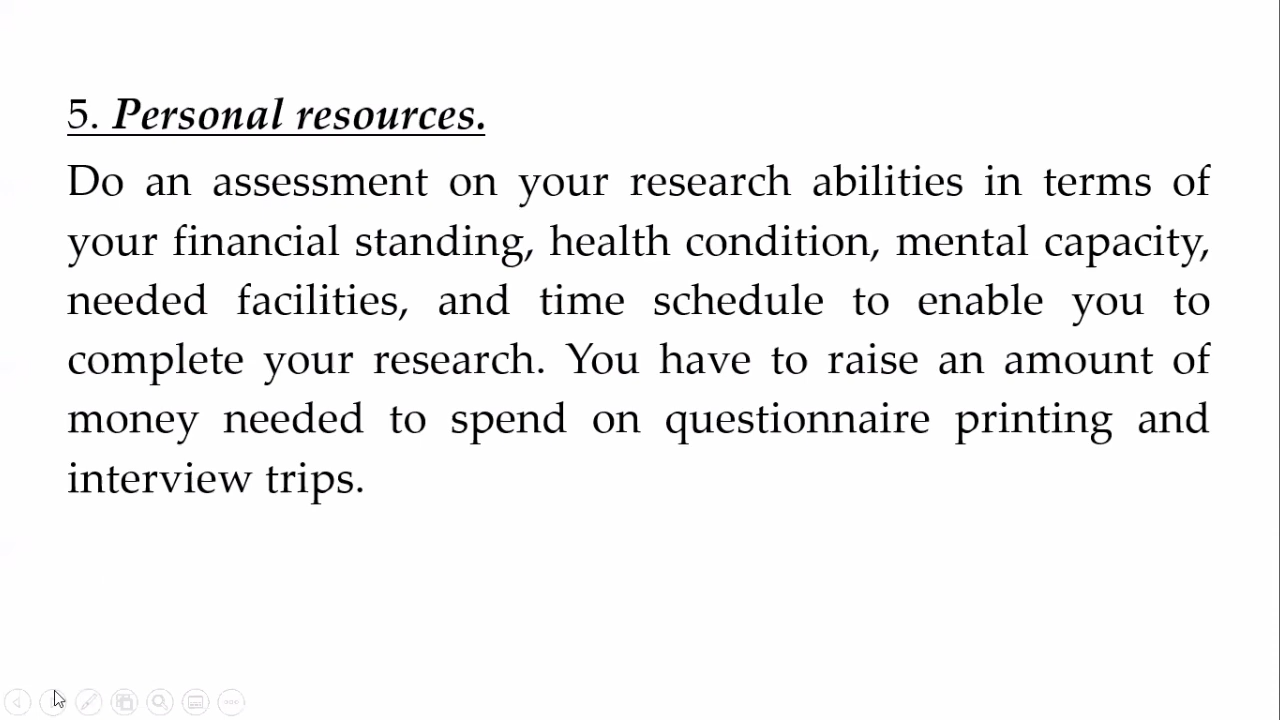 5. Personal resources.
Do an assessment on your research abilities in terms of
your financial standing, health condition, mental capacity,
needed facilities, and time schedule to enable you to
complete your research. You have to raise an amount of
money needed to spend on questionnaire printing and
interview trips.